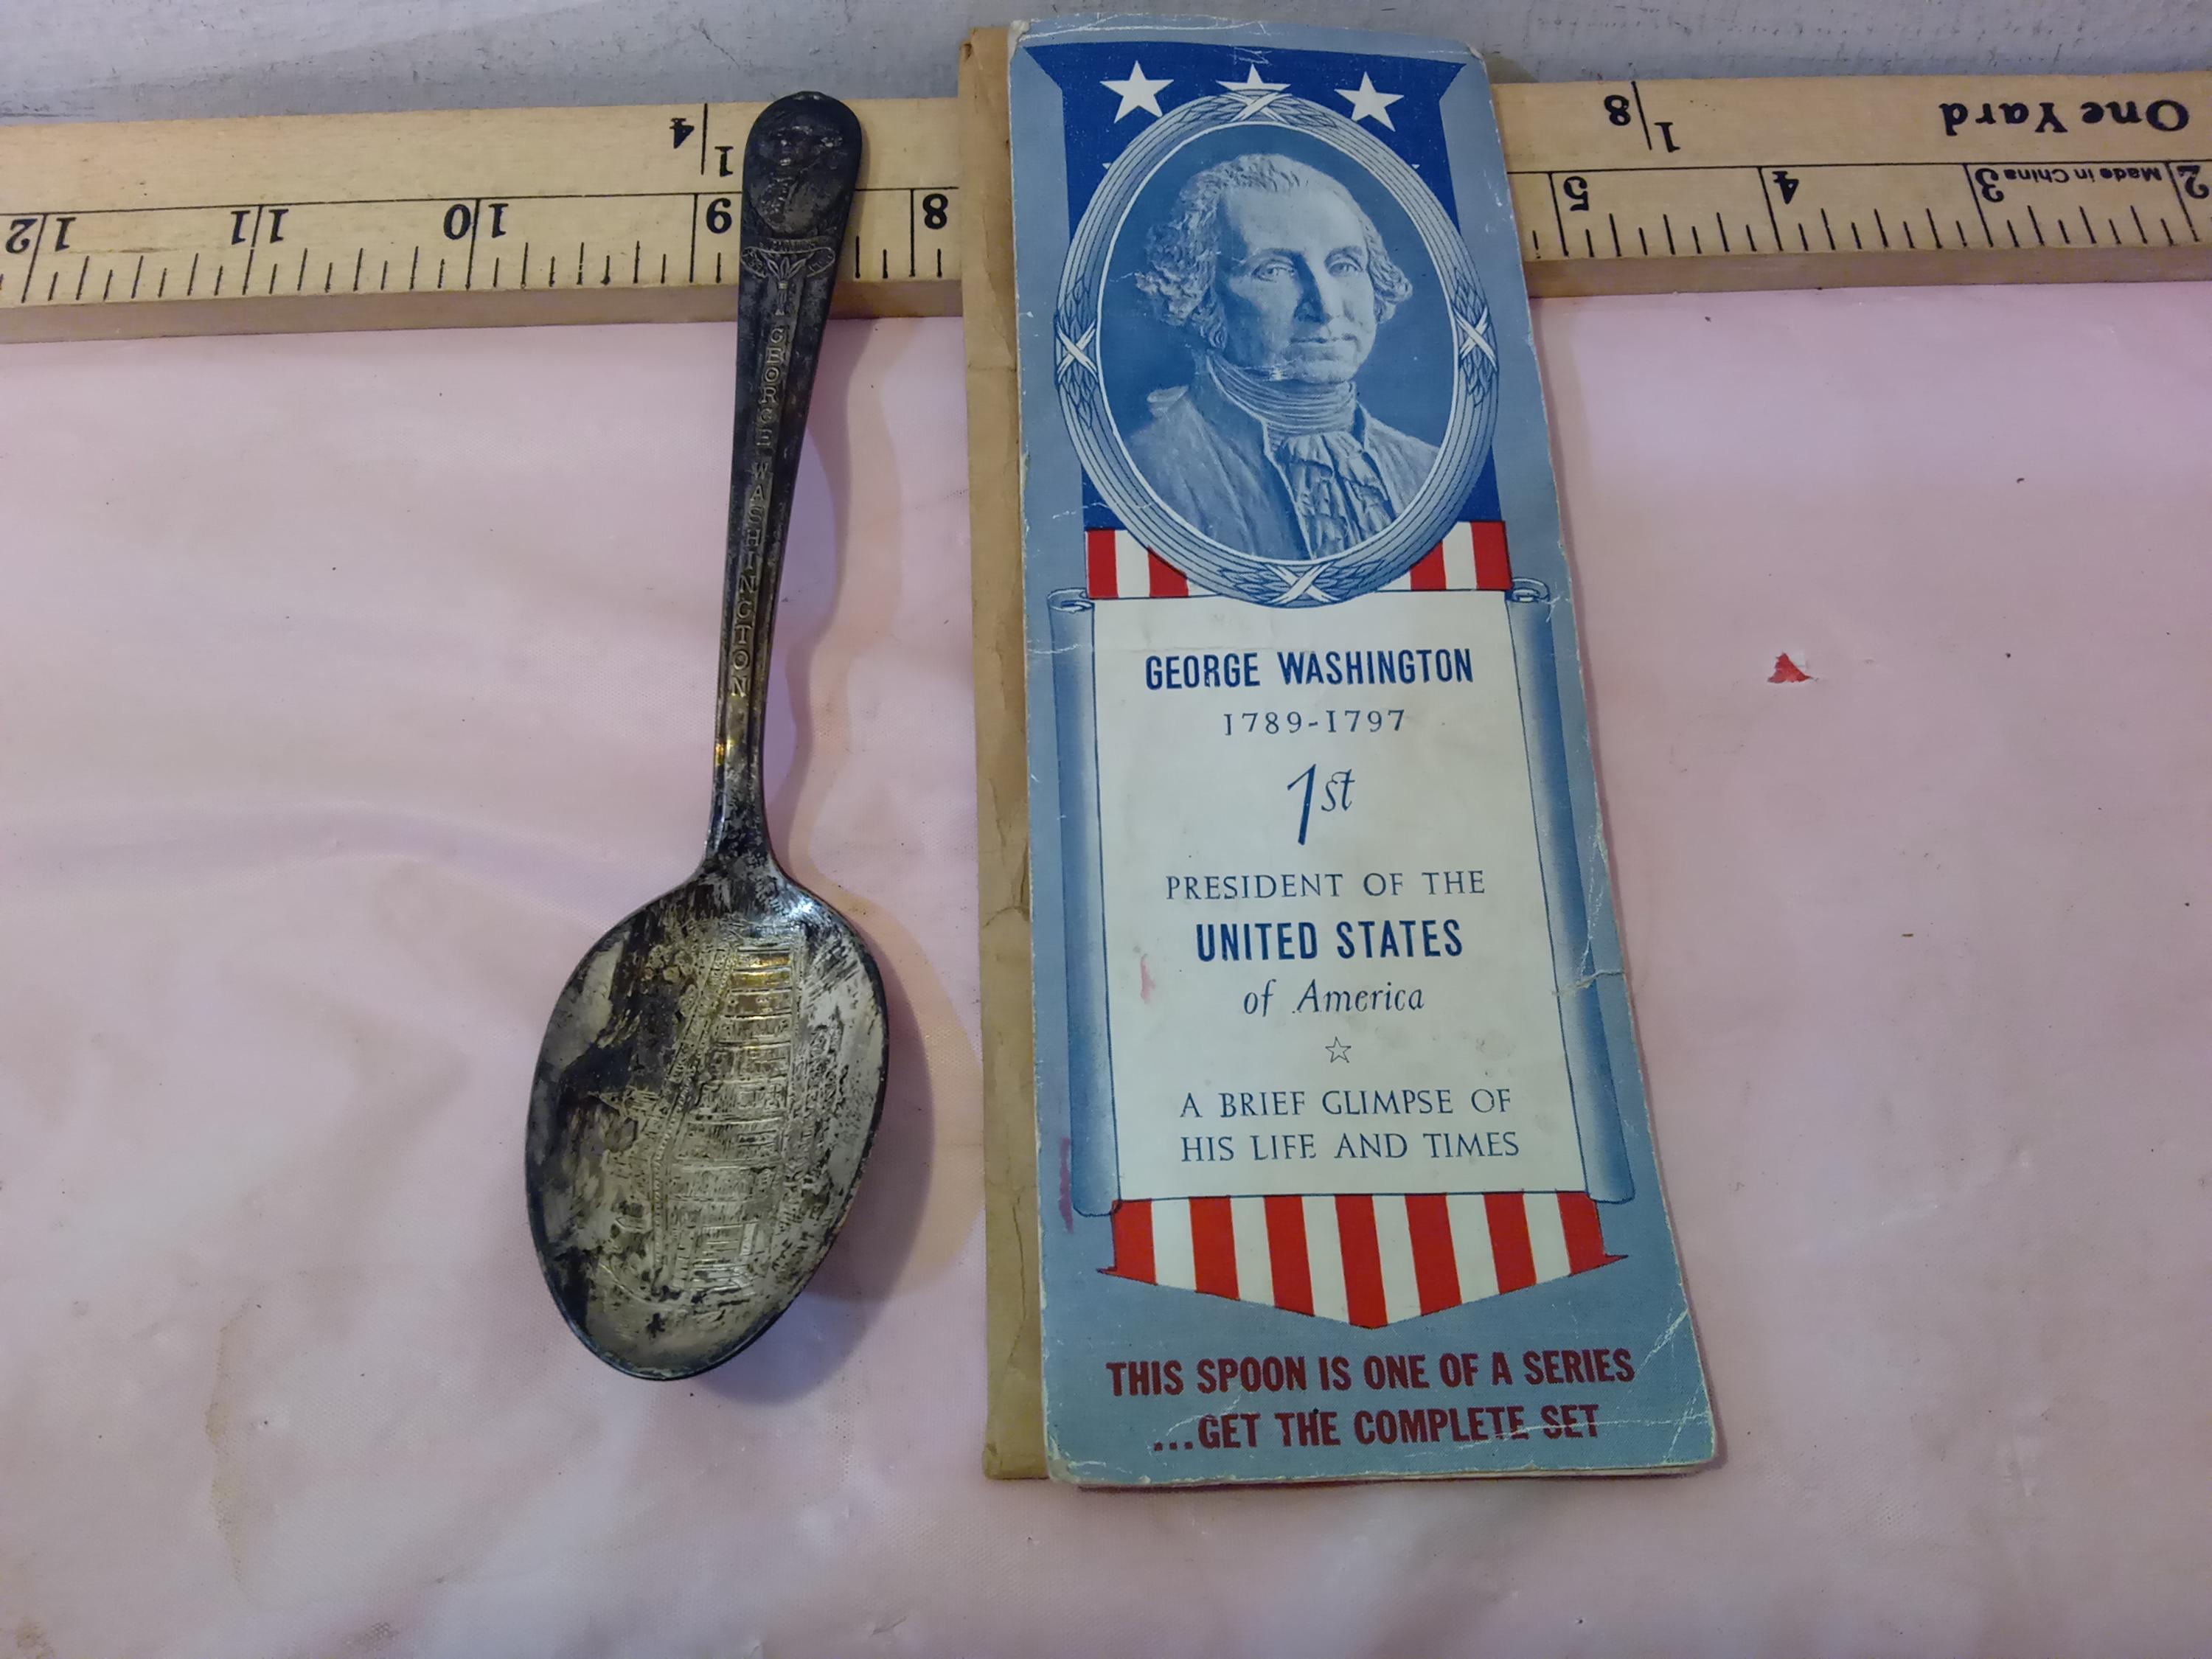 One Yard
Made in China
1/8
1/4
2
3
4
5
8
9
10
11
12
GEORGE WASHINGTON
GEORGE WASHINGTON
1789-1797
1st
PRESIDENT OF THE
UNITED STATES
of America
A BRIEF GLIMPSE OF
HIS LIFE AND TIMES
THIS SPOON IS ONE OF A SERIES
...GET THE COMPLETE SET